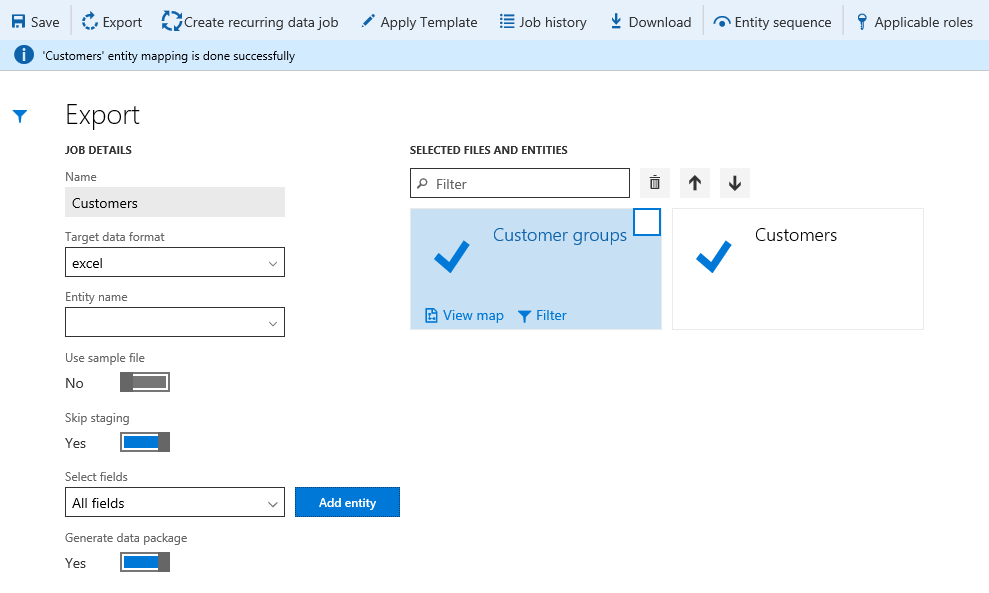 Save Export Create recurring data job Apply Template Job history Download Entity sequence Applicable roles
'Customers' entity mapping is done successfully
Export
JOB DETAILS
Name
Customers
Target data format
excel
Entity name
Use sample file
No
Skip staging
Yes
Select fields
All fields
Add entity
Generate data package
Yes
SELECTED FILES AND ENTITIES
Filter
Customer groups
View map Filter
Customers